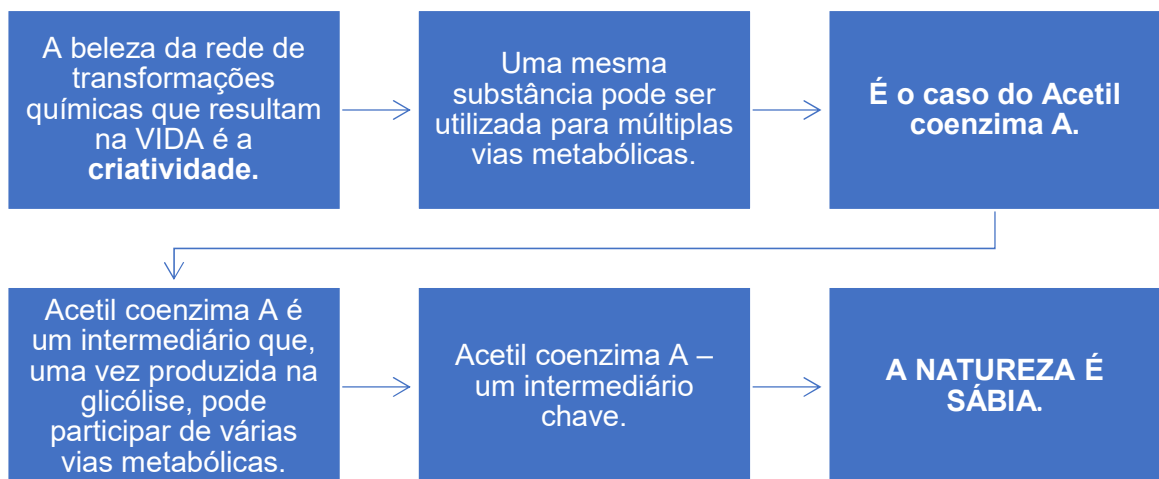 A beleza da rede de
transformações
químicas que resultam
na VIDA é a
criatividade.
Uma mesma
substância pode ser
utilizada para múltiplas
vias metabólicas.
É o caso do Acetil
coenzima A.
Acetil coenzima A é
um intermediário que,
uma vez produzida na
glicólise, pode
participar de várias
vias metabólicas.
Acetil coenzima A –
um intermediário
chave.
A NATUREZA É
SÁBIA.